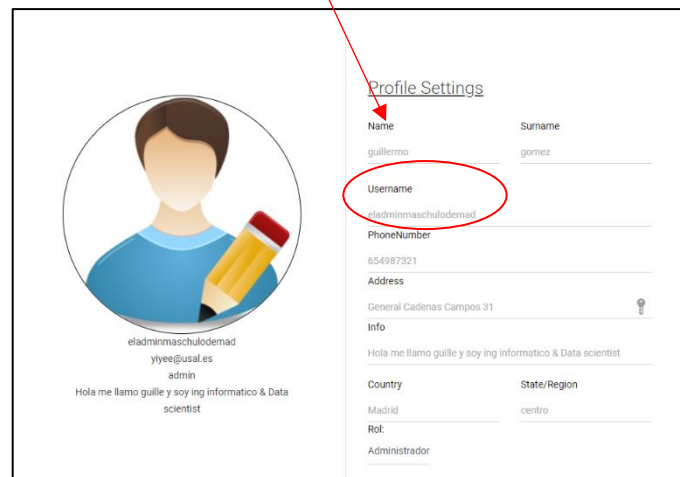 eladminmaschulodemad
yiyee@usal.es
admin
Hola me llamo guille y soy ing informatico & Data
scientist
Profile Settings
Name Surname
guillermo gomez
Username
eladminmaschulodemad
PhoneNumber
654987321
Address
General Cadenas Campos 31
Info
Hola me llamo guille y soy ing informatico & Data scientist
Country State/Region
Madrid centro
Rol:
Administrador